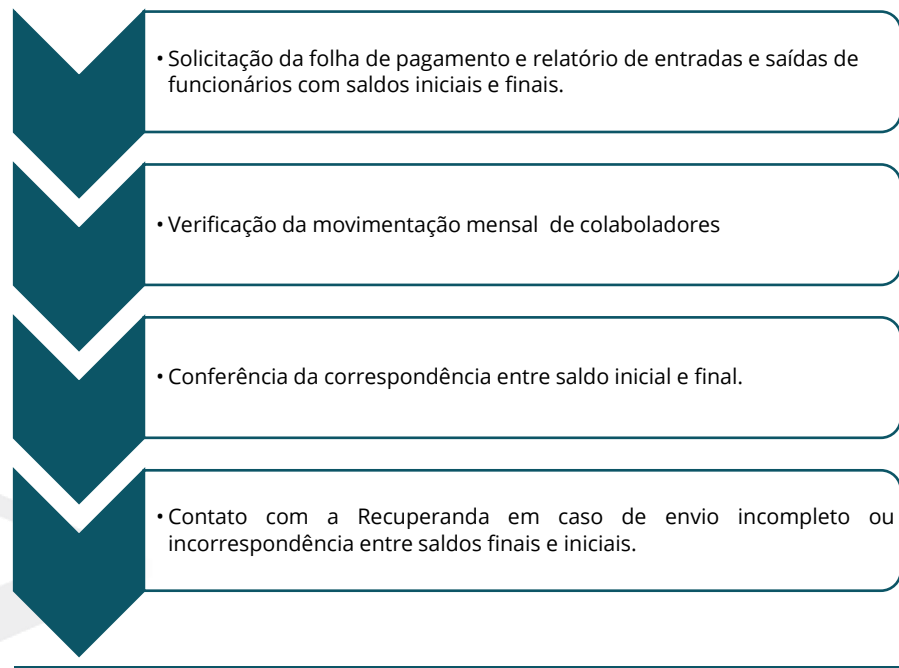 • Solicitação da folha de pagamento e relatório de entradas e saídas de
funcionários com saldos iniciais e finais.
• Verificação da movimentação mensal  de colaboladores
• Conferência da correspondência entre saldo inicial e final.
• Contato com a Recuperanda em caso de envio incompleto ou
incorrespondência entre saldos finais e iniciais.